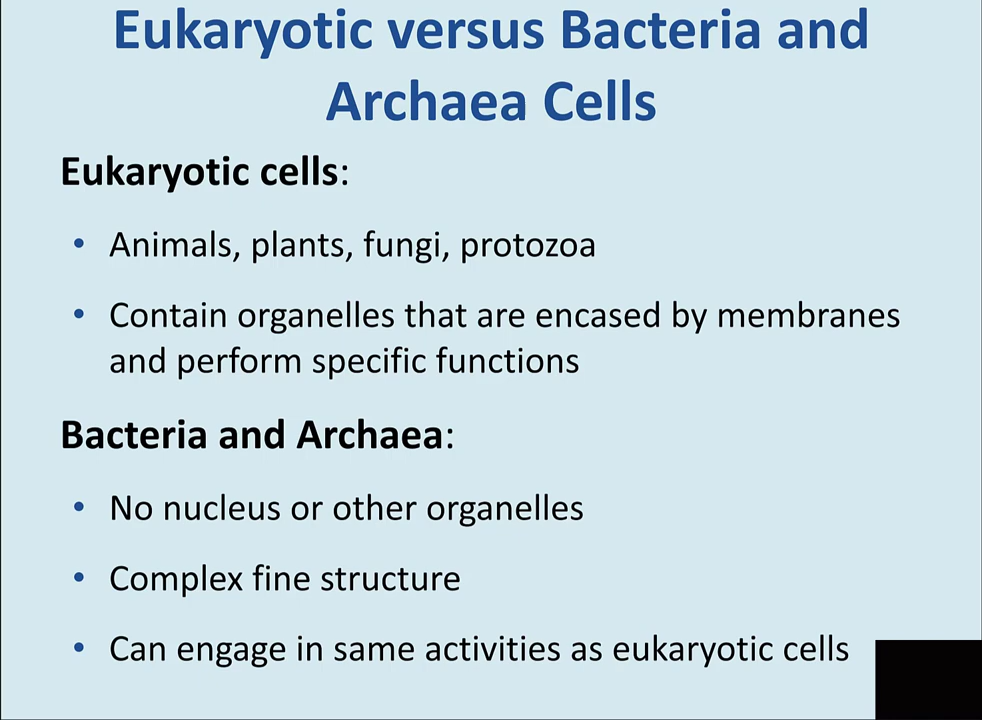 Eukaryotic versus Bacteria and
Archaea Cells
Eukaryotic cells:
• Animals, plants, fungi, protozoa
• Contain organelles that are encased by membranes
and perform specific functions
Bacteria and Archaea:
• No nucleus or other organelles
• Complex fine structure
• Can engage in same activities as eukaryotic cells